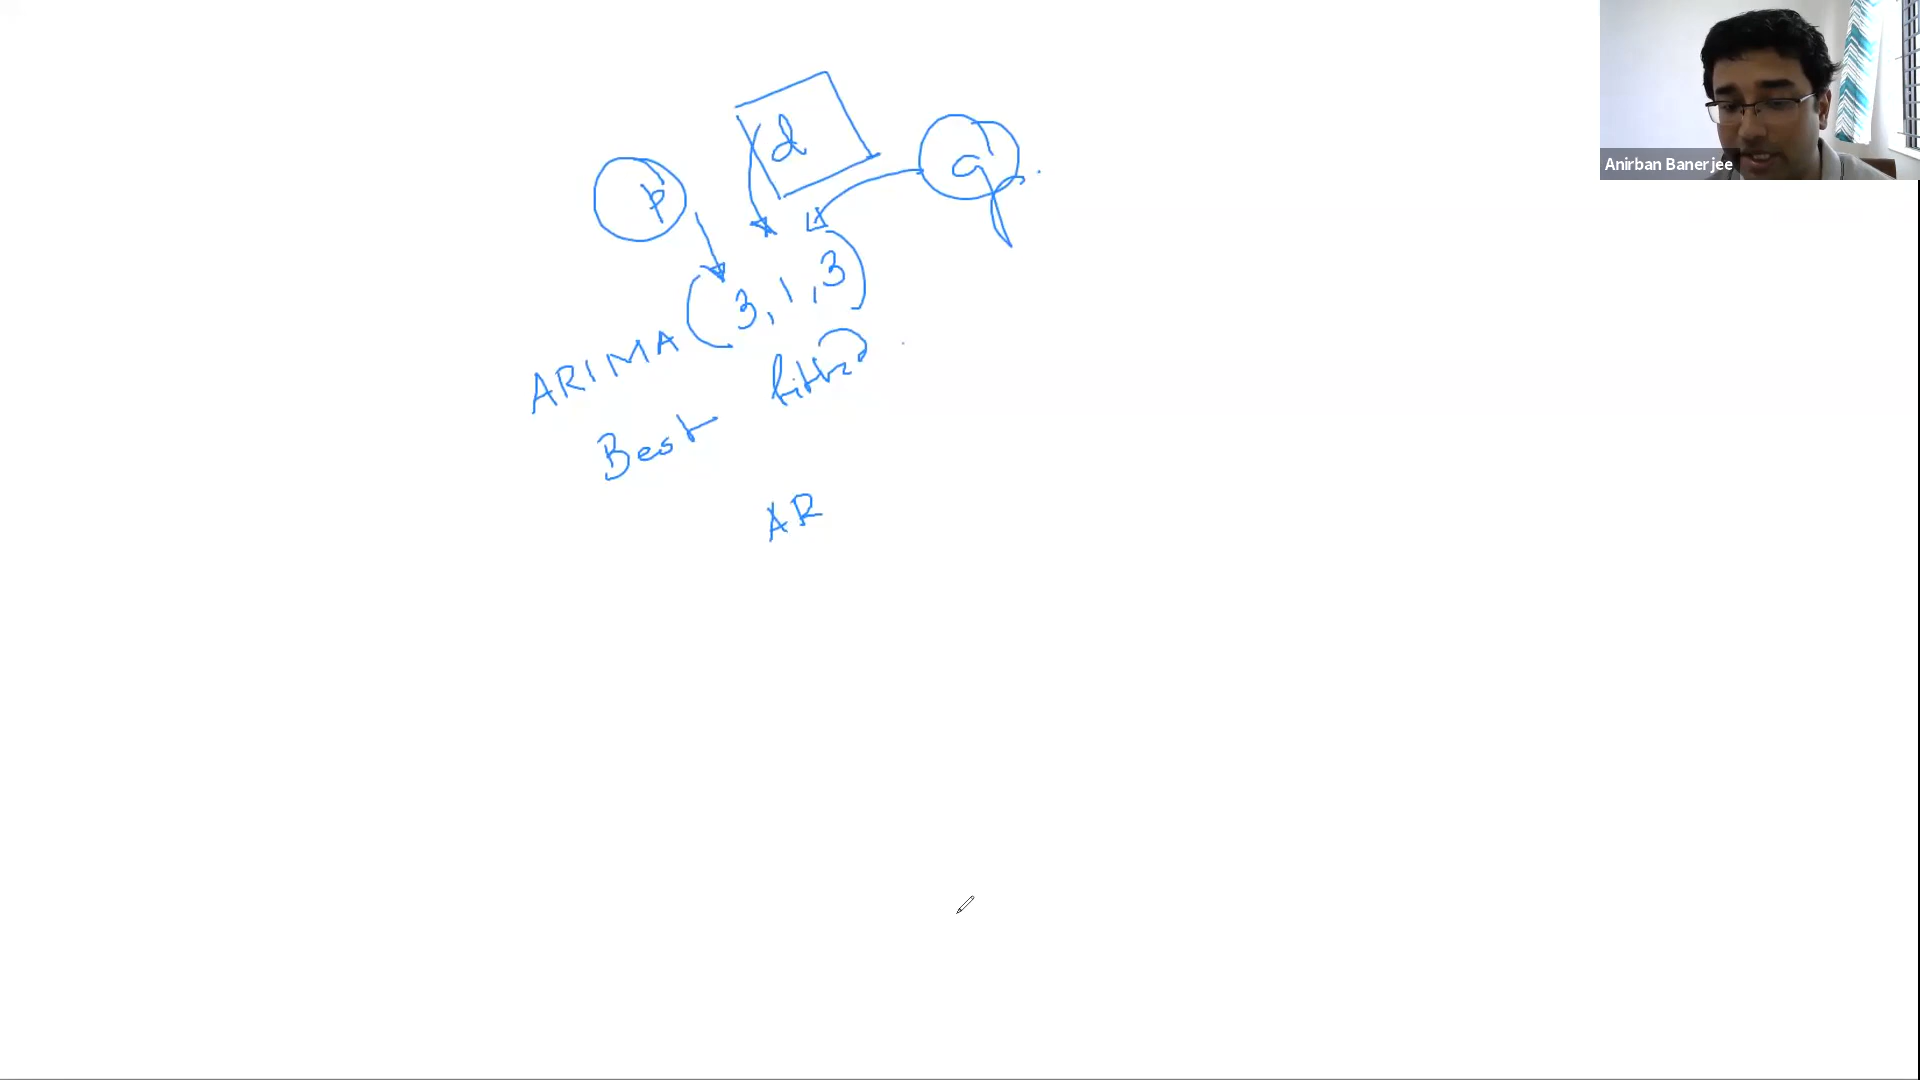 d
p
q
ARIMA (3, 1, 3)
Best fitted
AR
Anirban Banerjee